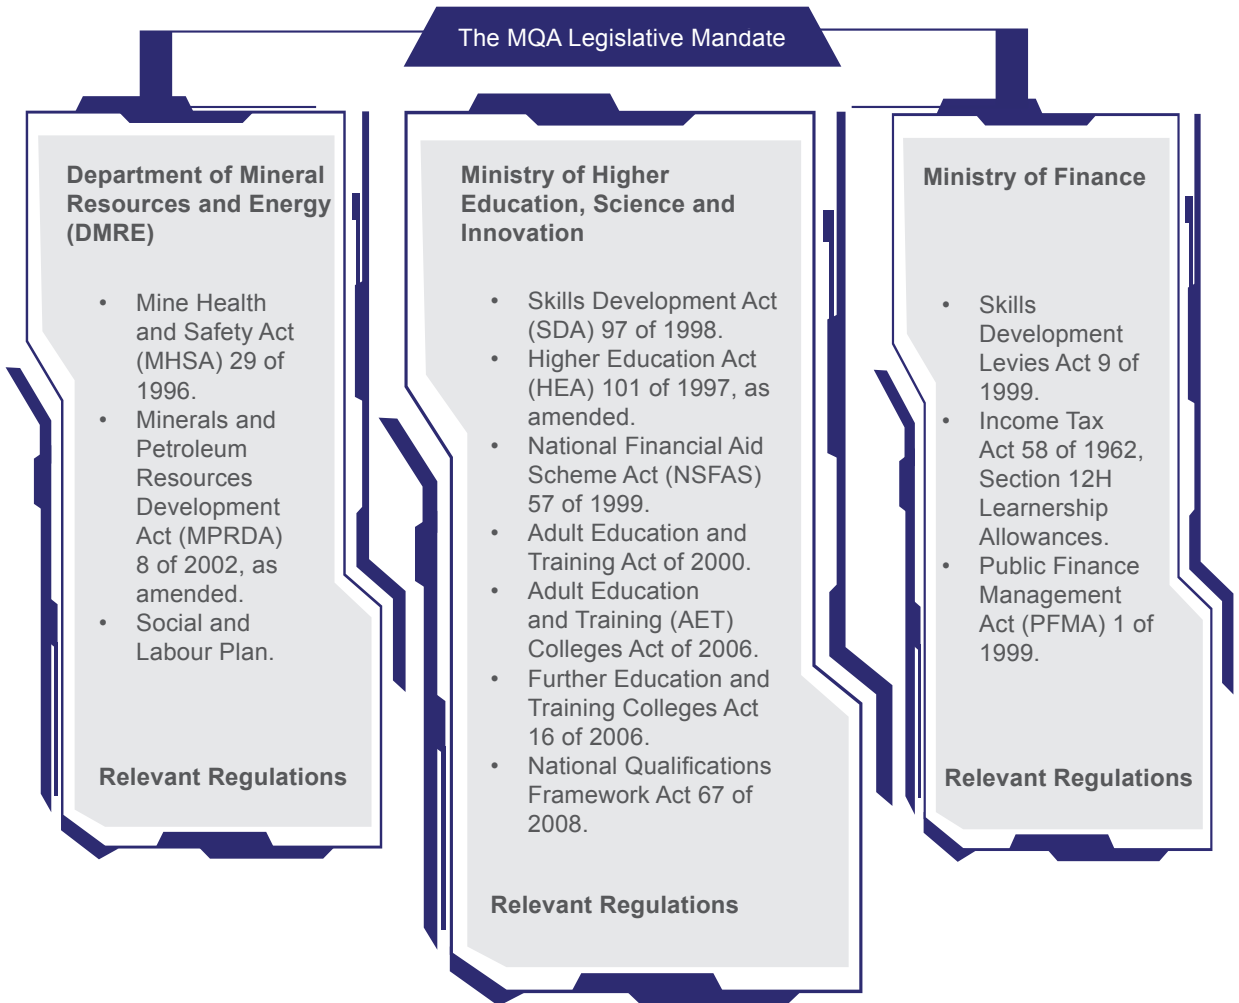 The MQA Legislative Mandate
Department of Mineral
Resources and Energy
(DMRE)
• Mine Health
and Safety Act
(MHSA) 29 of
1996.
• Minerals and
Petroleum
Resources
Development
Act (MPRDA)
8 of 2002, as
amended.
• Social and
Labour Plan.
Relevant Regulations
Ministry of Higher
Education, Science and
Innovation
• Skills Development Act
(SDA) 97 of 1998.
• Higher Education Act
(HEA) 101 of 1997, as
amended.
• National Financial Aid
Scheme Act (NSFAS)
57 of 1999.
• Adult Education and
Training Act of 2000.
• Adult Education
and Training (AET)
Colleges Act of 2006.
• Further Education and
Training Colleges Act
16 of 2006.
• National Qualifications
Framework Act 67 of
2008.
Relevant Regulations
Ministry of Finance
• Skills
Development
Levies Act 9 of
1999.
• Income Tax
Act 58 of 1962,
Section 12H
Learnership
Allowances.
• Public Finance
Management
Act (PFMA) 1 of
1999.
Relevant Regulations